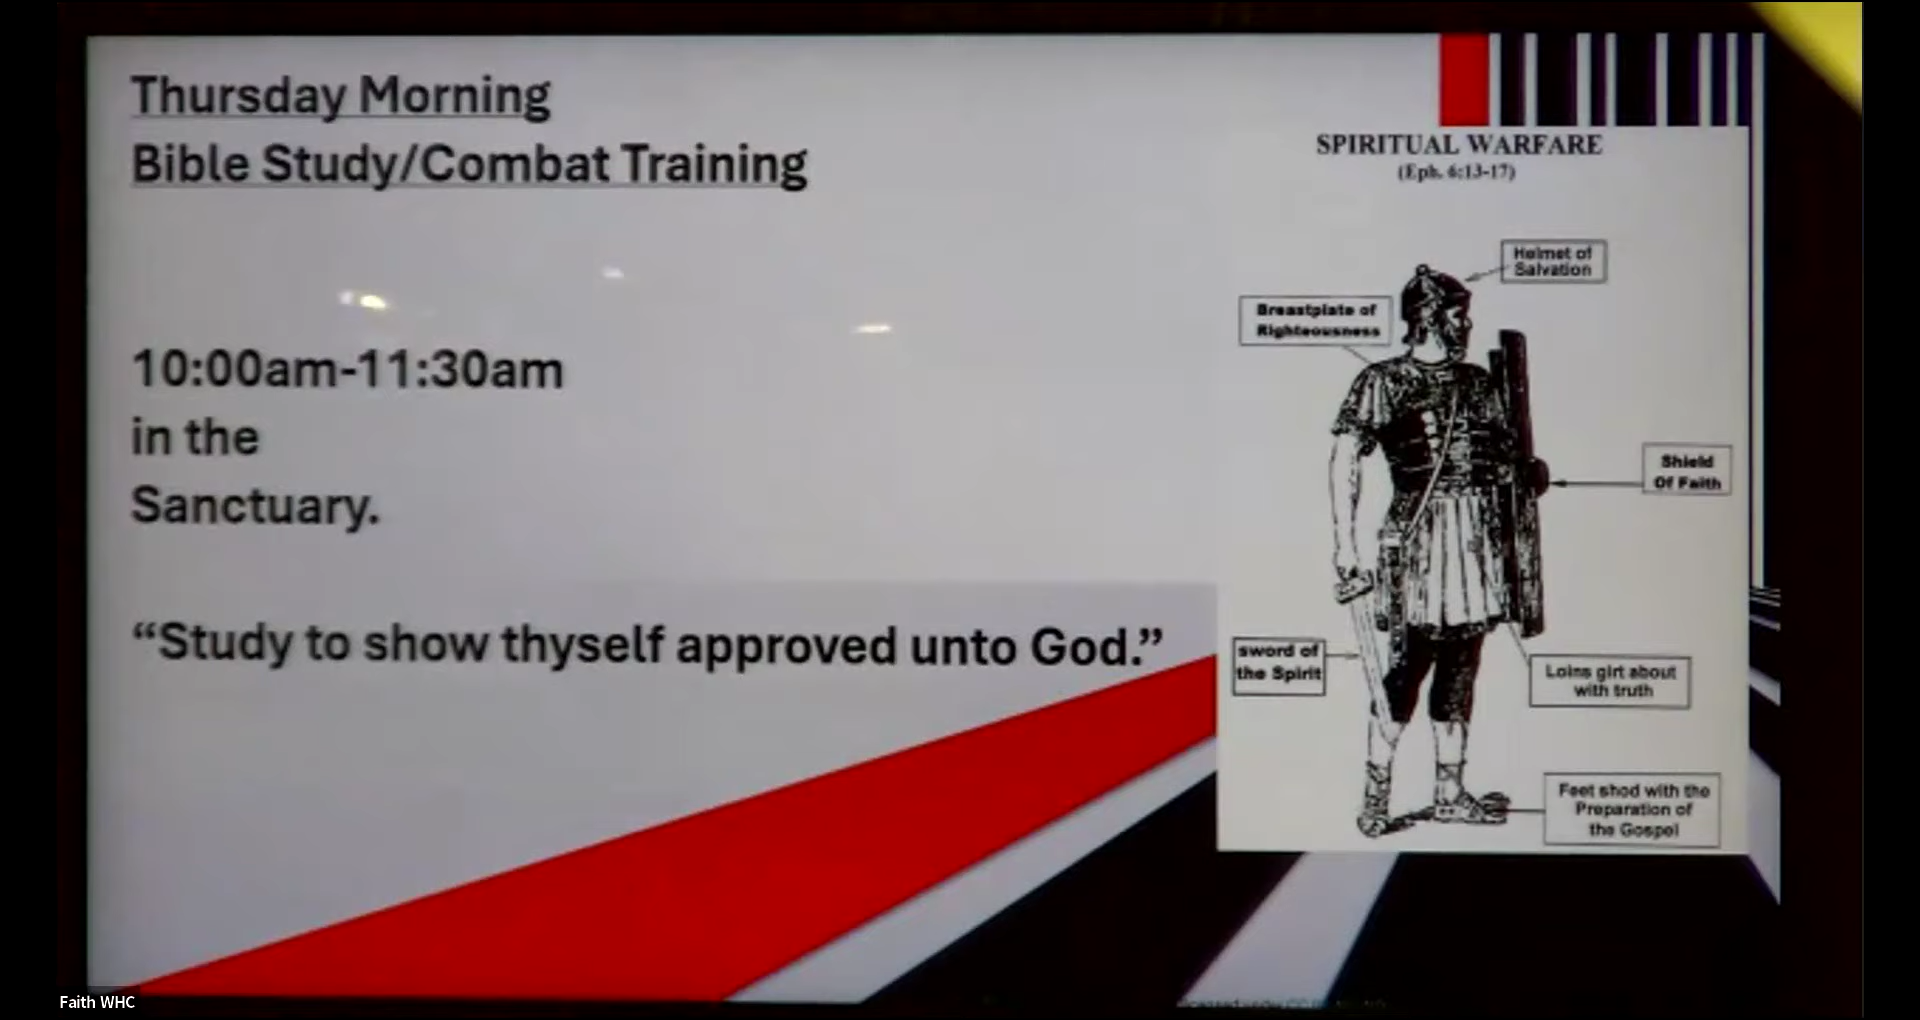 Thursday Morning
Bible Study/Combat Training
10:00am-11:30am
in the
Sanctuary.
“Study to show thyself approved unto God.”
SPIRITUAL WARFARE
(Eph. 6:13-17)
Helmet of
Salvation
Breastplate of
Righteousness
Shield
Of Faith
sword of
the Spirit
Loins girt about
with truth
Feet shod with the
Preparation of
the Gospel
Faith WHC